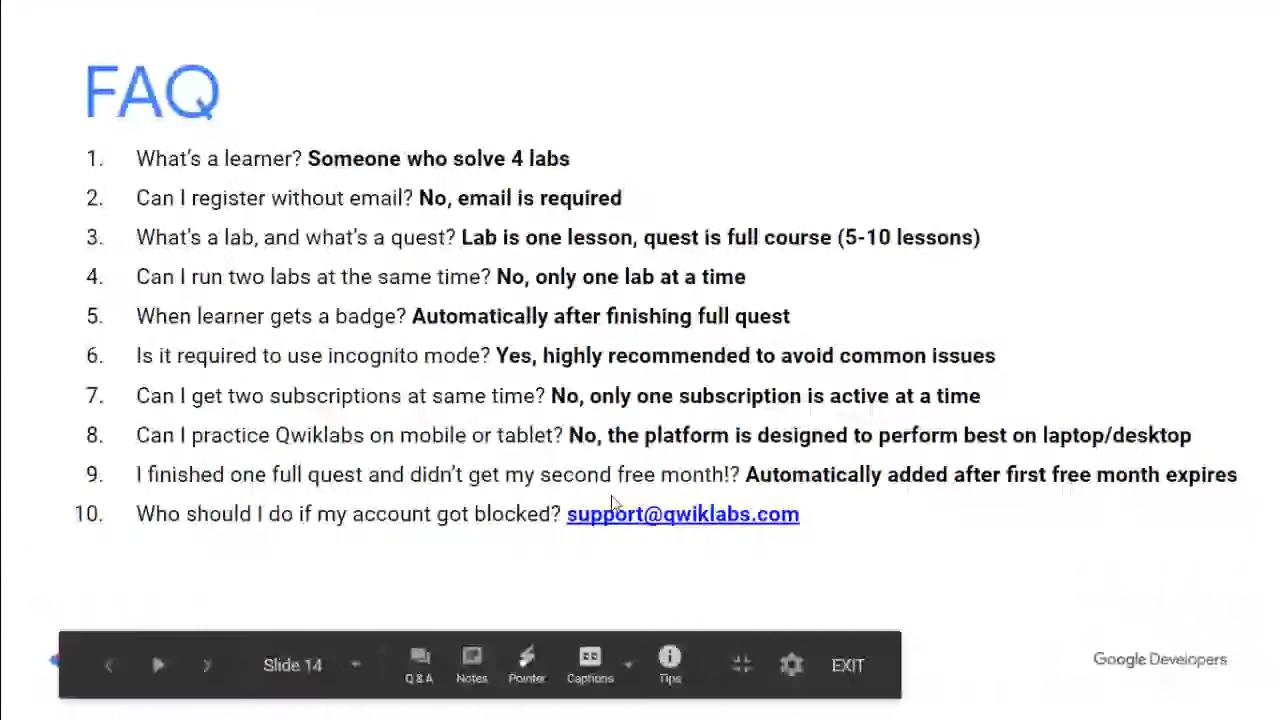 FAQ
1. What's a learner? Someone who solve 4 labs
2. Can I register without email? No, email is required
3. What's a lab, and what's a quest? Lab is one lesson, quest is full course (5-10 lessons)
4. Can I run two labs at the same time? No, only one lab at a time
5. When learner gets a badge? Automatically after finishing full quest
6. Is it required to use incognito mode? Yes, highly recommended to avoid common issues
7. Can I get two subscriptions at same time? No, only one subscription is active at a time
8. Can I practice Qwiklabs on mobile or tablet? No, the platform is designed to perform best on laptop/desktop
9. I finished one full quest and didn't get my second free month!? Automatically added after first free month expires
10. Who should I do if my account got blocked? support@qwiklabs.com
Slide 14 Q & A Notes Pointer Captions Tips EXIT
Google Developers